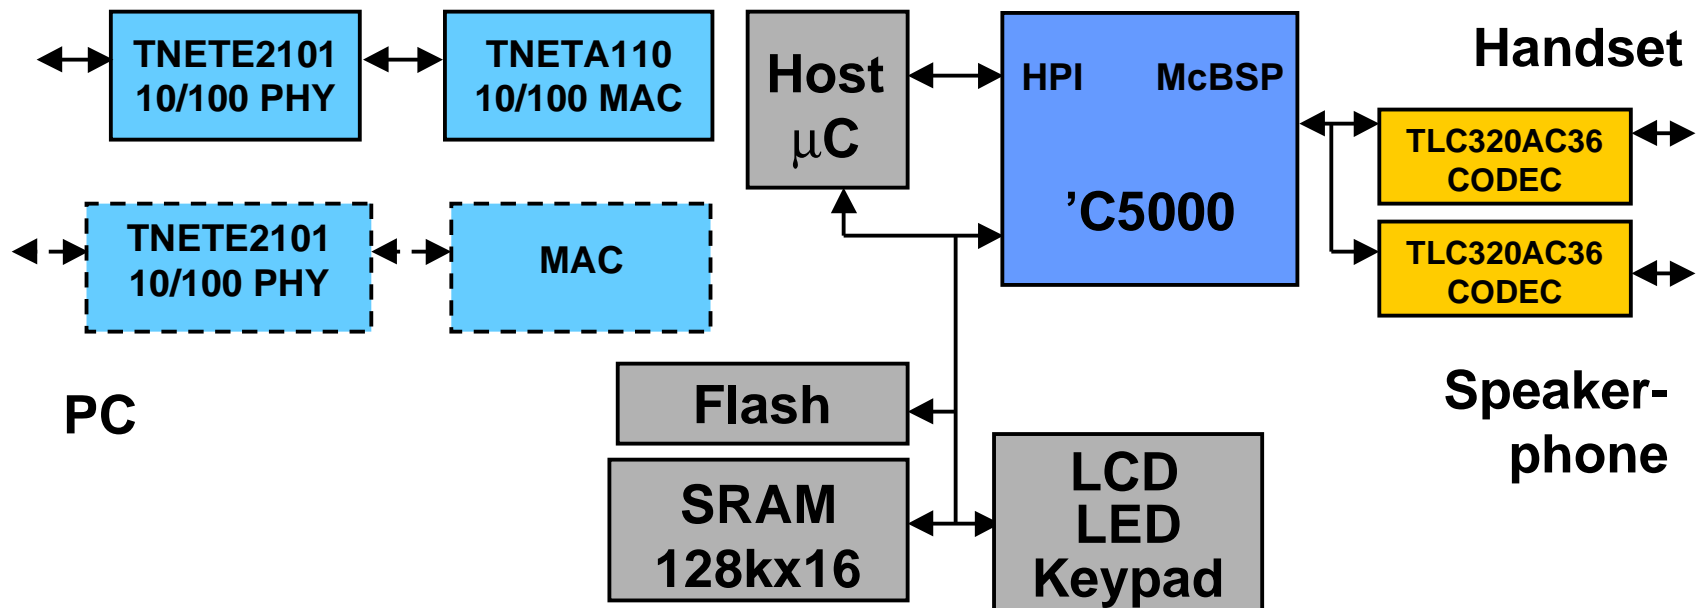 TNETE2101
10/100 PHY
TNETA110
10/100 MAC
Host
μC
HPI
McBSP
’C5000
Handset
TLC320AC36
CODEC
TNETE2101
10/100 PHY
MAC
TLC320AC36
CODEC
PC
Flash
SRAM
128kx16
LCD
LED
Keypad
Speaker-
phone